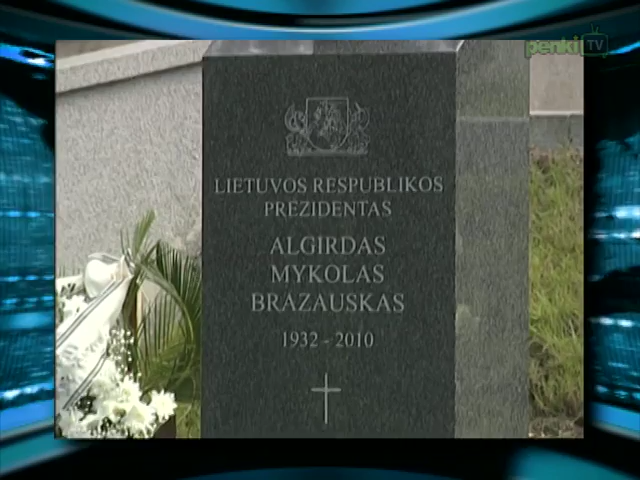 penki TV
LIETUVOS RESPUBLIKOS
PREZIDENTAS
ALGIRDAS
MYKOLAS
BRAZAUSKAS
1932 - 2010